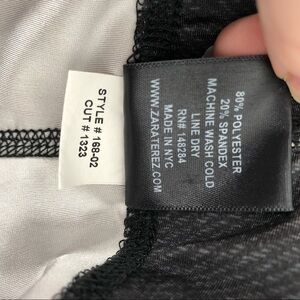 STYLE # 168-02
CUT # 1323
80% POLYESTER
20% SPANDEX
MACHINE WASH COLD
LINE DRY
RN# 148284
MADE IN NYC
WWW.ZARATEREZ.COM